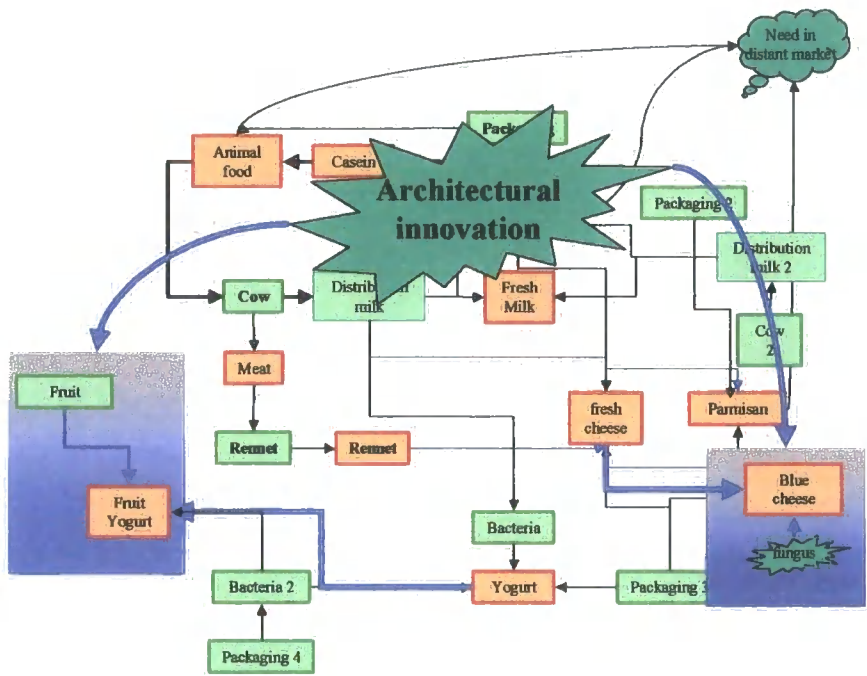 Need in
distant market
Animal
food
Casein
Architectural
innovation
Packaging 2
Distribution
milk 2
Cow
Distribution
milk
Fresh
Milk
Cow
2
Meat
Fruit
fresh
cheese
Parmisan
Rennet
Rennet
Blue
cheese
Fruit
Yogurt
Bacteria
fungus
Bacteria 2
Yogurt
Packaging 3
Packaging 4